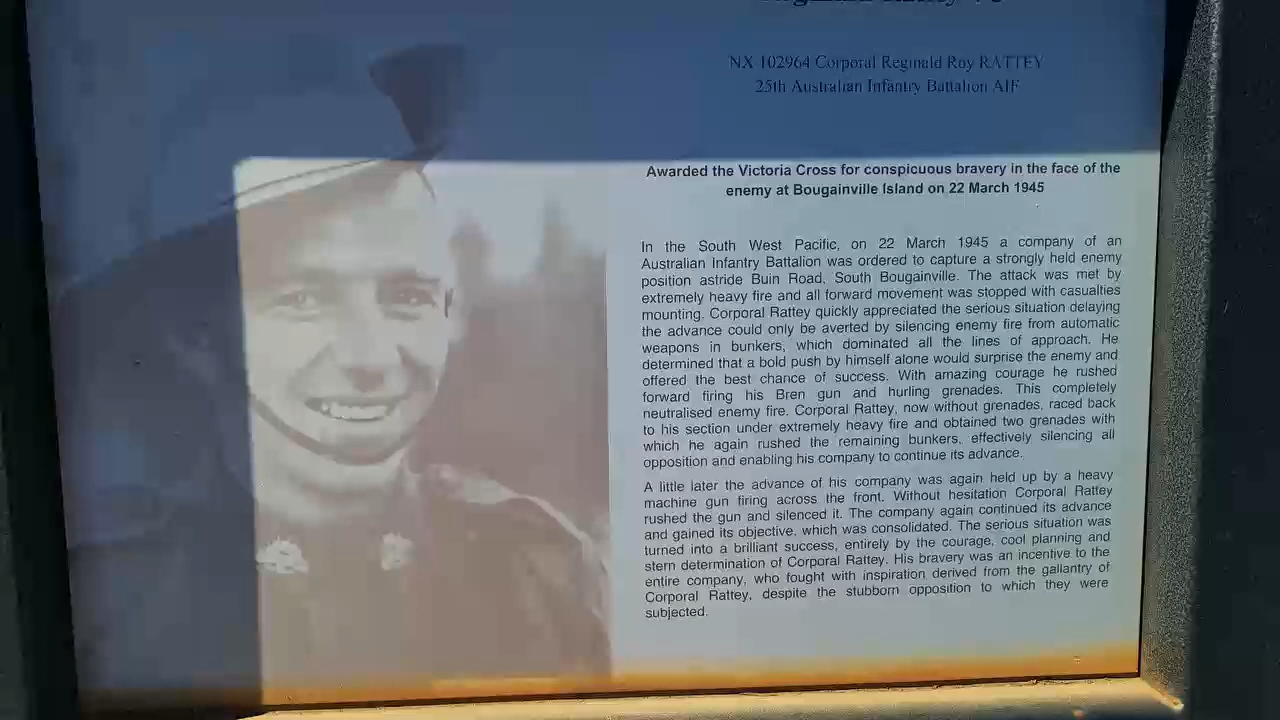 NX 102964 Corporal Reginald Roy RATTEY
25th Australian Infantry Battalion AIF
Awarded the Victoria Cross for conspicuous bravery in the face of the
enemy at Bougainville Island on 22 March 1945
In the South West Pacific, on 22 March 1945 a company of an
Australian Infantry Battalion was ordered to capture a strongly held enemy
position astride Buin Road, South Bougainville. The attack was met by
extremely heavy fire and all forward movement was stopped with casualties
mounting. Corporal Rattey quickly appreciated the serious situation delaying
the advance could only be averted by silencing enemy fire from automatic
weapons in bunkers, which dominated all the lines of approach. He
determined that a bold push by himself alone would surprise the enemy and
offered the best chance of success. With amazing courage he rushed
forward firing his Bren gun and hurling grenades. This completely
neutralised enemy fire. Corporal Rattey, now without grenades, raced back
to his section under extremely heavy fire and obtained two grenades with
which he again rushed the remaining bunkers, effectively silencing all
opposition and enabling his company to continue its advance.
A little later the advance of his company was again held up by a heavy
machine gun firing across the front. Without hesitation Corporal Rattey
rushed the gun and silenced it. The company again continued its advance
and gained its objective, which was consolidated. The serious situation was
turned into a brilliant success, entirely by the courage, cool planning and
stern determination of Corporal Rattey. His bravery was an incentive to the
entire company, who fought with inspiration derived from the gallantry of
Corporal Rattey, despite the stubborn opposition to which they were
subjected.